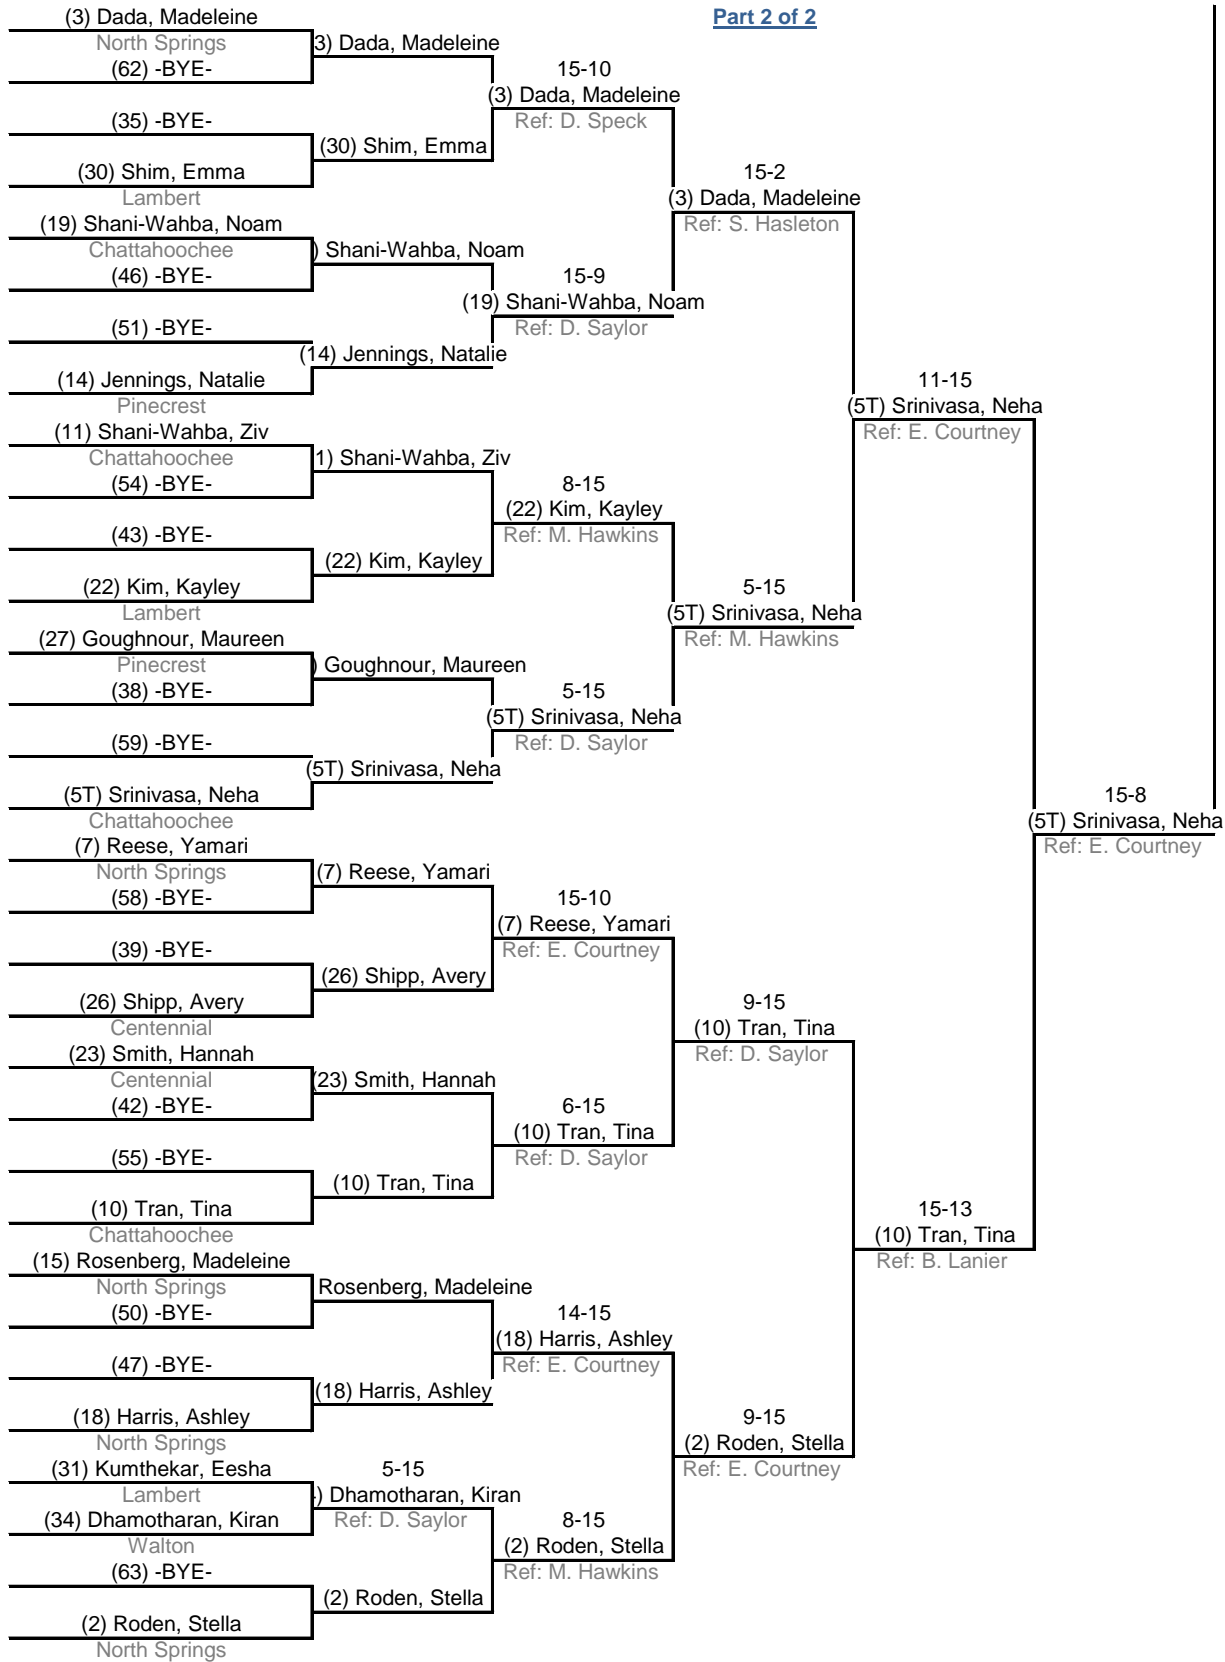 Part 2 of 2
(3) Dada, Madeleine
North Springs
(62) -BYE-
(35) -BYE-
(30) Shim, Emma
Lambert
(19) Shani-Wahba, Noam
Chattahoochee
(46) -BYE-
(51) -BYE-
(14) Jennings, Natalie
Pinecrest
(11) Shani-Wahba, Ziv
Chattahoochee
(54) -BYE-
(43) -BYE-
(22) Kim, Kayley
Lambert
(27) Goughnour, Maureen
Pinecrest
(38) -BYE-
(59) -BYE-
(5T) Srinivasa, Neha
Chattahoochee
(7) Reese, Yamari
North Springs
(58) -BYE-
(39) -BYE-
(26) Shipp, Avery
Centennial
(23) Smith, Hannah
Centennial
(42) -BYE-
(55) -BYE-
(10) Tran, Tina
Chattahoochee
(15) Rosenberg, Madeleine
North Springs
(50) -BYE-
(47) -BYE-
(18) Harris, Ashley
North Springs
(31) Kumthekar, Eesha
Lambert
(34) Dhamotharan, Kiran
Walton
(63) -BYE-
(2) Roden, Stella
North Springs
3) Dada, Madeleine
(30) Shim, Emma
) Shani-Wahba, Noam
(14) Jennings, Natalie
1) Shani-Wahba, Ziv
(22) Kim, Kayley
) Goughnour, Maureen
(5T) Srinivasa, Neha
(7) Reese, Yamari
(26) Shipp, Avery
(23) Smith, Hannah
(10) Tran, Tina
Rosenberg, Madeleine
(18) Harris, Ashley
5-15
) Dhamotharan, Kiran
Ref: D. Saylor
(2) Roden, Stella
15-10
(3) Dada, Madeleine
Ref: D. Speck
15-9
(19) Shani-Wahba, Noam
Ref: D. Saylor
8-15
(22) Kim, Kayley
Ref: M. Hawkins
5-15
(5T) Srinivasa, Neha
Ref: D. Saylor
15-10
(7) Reese, Yamari
Ref: E. Courtney
6-15
(10) Tran, Tina
Ref: D. Saylor
14-15
(18) Harris, Ashley
Ref: E. Courtney
8-15
(2) Roden, Stella
Ref: M. Hawkins
15-2
(3) Dada, Madeleine
Ref: S. Hasleton
5-15
(5T) Srinivasa, Neha
Ref: M. Hawkins
9-15
(10) Tran, Tina
Ref: D. Saylor
9-15
(2) Roden, Stella
Ref: E. Courtney
11-15
(5T) Srinivasa, Neha
Ref: E. Courtney
15-13
(10) Tran, Tina
Ref: B. Lanier
15-8
(5T) Srinivasa, Neha
Ref: E. Courtney